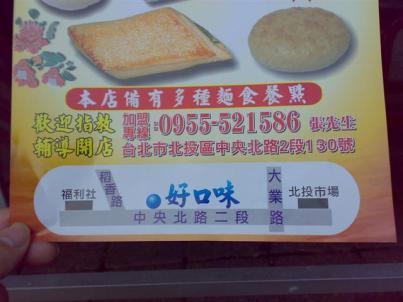 本店備有多種麵食餐點
歡迎指教
輔導開店
加盟專線:0955-521586 張先生
台北市北投區中央北路2段130號
福利社
稻香路
好口味
大業路
北投市場
中央北路二段